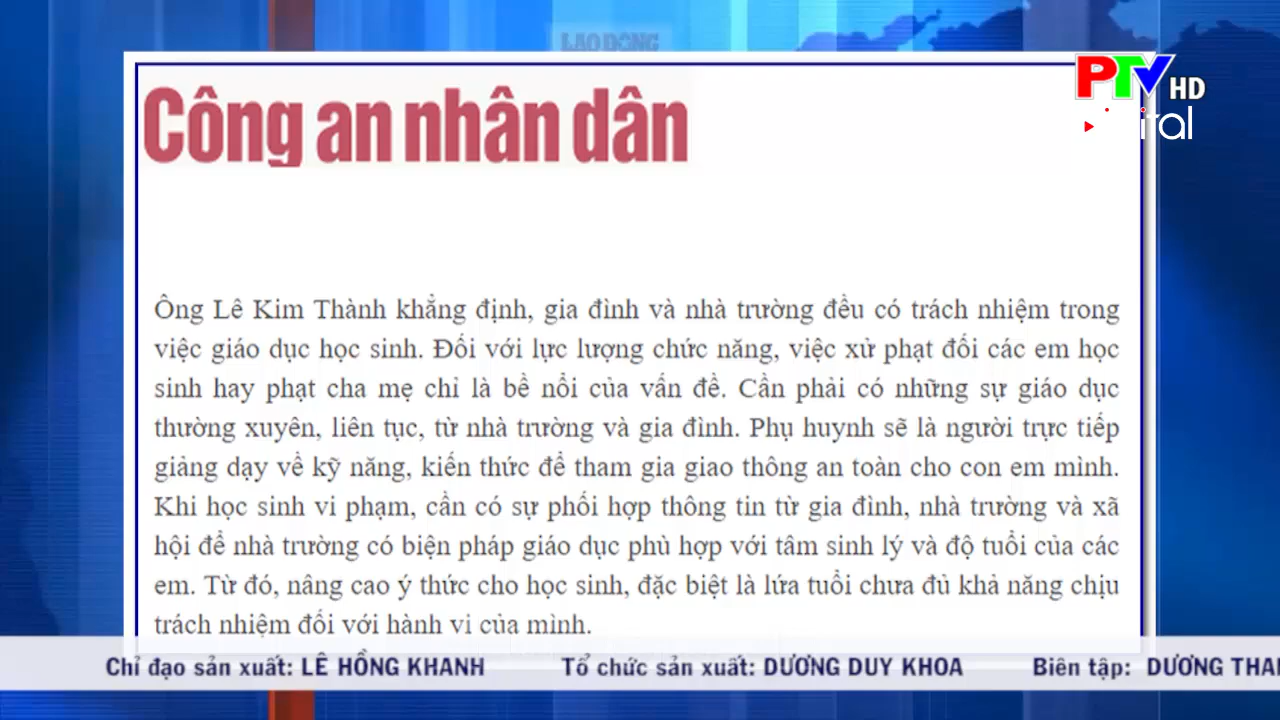 LAO ĐỘNG
Công an nhân dân
PTV HD
Ông Lê Kim Thành khẳng định, gia đình và nhà trường đều có trách nhiệm trong
việc giáo dục học sinh. Đối với lực lượng chức năng, việc xử phạt đối các em học
sinh hay phạt cha mẹ chỉ là bề nổi của vấn đề. Cần phải có những sự giáo dục
thường xuyên, liên tục, từ nhà trường và gia đình. Phụ huynh sẽ là người trực tiếp
giảng dạy về kỹ năng, kiến thức để tham gia giao thông an toàn cho con em mình.
Khi học sinh vi phạm, cần có sự phối hợp thông tin từ gia đình, nhà trường và xã
hội để nhà trường có biện pháp giáo dục phù hợp với tâm sinh lý và độ tuổi của các
em. Từ đó, nâng cao ý thức cho học sinh, đặc biệt là lứa tuổi chưa đủ khả năng chịu
trách nhiệm đối với hành vi của mình.
Chỉ đạo sản xuất: LÊ HỒNG KHANH Tổ chức sản xuất: DƯƠNG DUY KHOA Biên tập: DƯƠNG